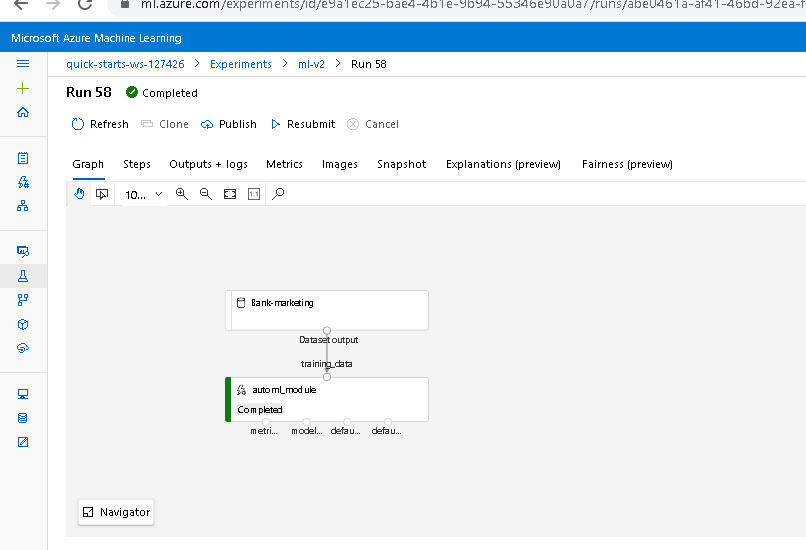 ml.azure.com/experiments/id/e9a1ec25-bae4-4b1e-9b94-55346e90a0a7/runs/abe0461a-af41-46bd-92ea-f
Microsoft Azure Machine Learning
quick-starts-ws-127426 > Experiments > ml-v2 > Run 58
Run 58 Completed
Refresh Clone Publish Resubmit Cancel
Graph Steps Outputs + logs Metrics Images Snapshot Explanations (preview) Fairness (preview)
10... 1:1
Bank-marketing
Dataset output
training_data
automl_module
Completed
metri... model... defau... defau...
Navigator